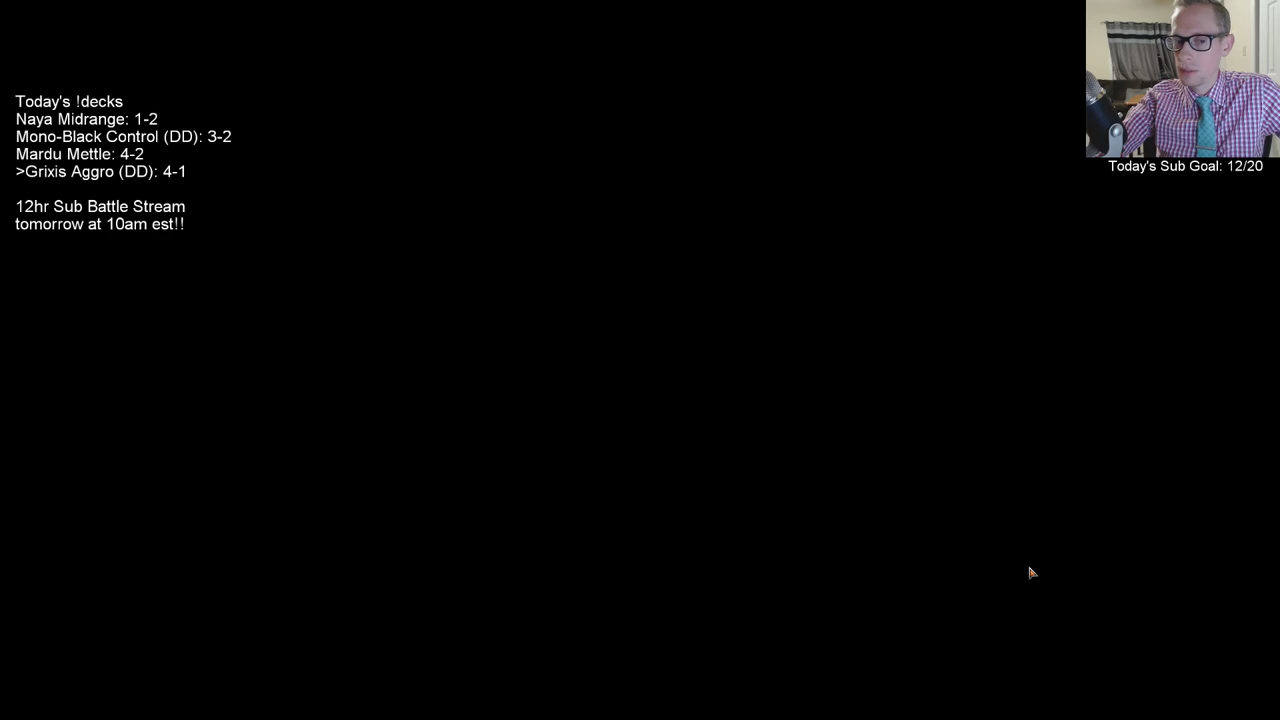 Today's !decks
Naya Midrange: 1-2
Mono-Black Control (DD): 3-2
Mardu Mettle: 4-2
>Grixis Aggro (DD): 4-1
12hr Sub Battle Stream
tomorrow at 10am est!!
Today's Sub Goal: 12/20